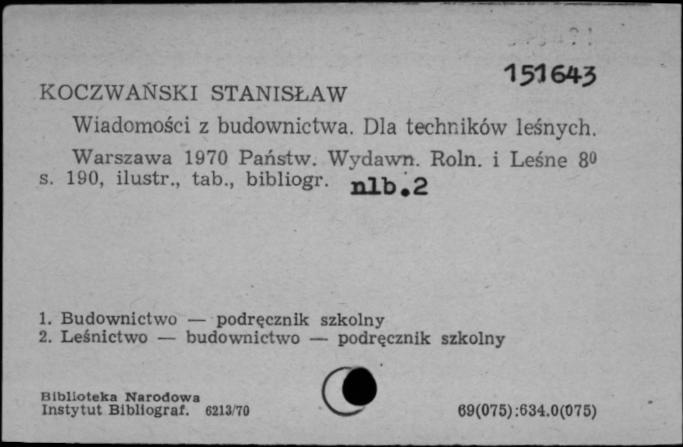 151643
KOCZWAŃSKI STANISŁAW
Wiadomości z budownictwa. Dla techników leśnych.
Warszawa 1970 Państw. Wydawn. Roln. i Leśne 8⁰
s. 190, ilustr., tab., bibliogr. nlb.2
1. Budownictwo — podręcznik szkolny
2. Leśnictwo — budownictwo — podręcznik szkolny
Biblioteka Narodowa
Instytut Bibliograf. 6213/70 69(075):634.0(075)